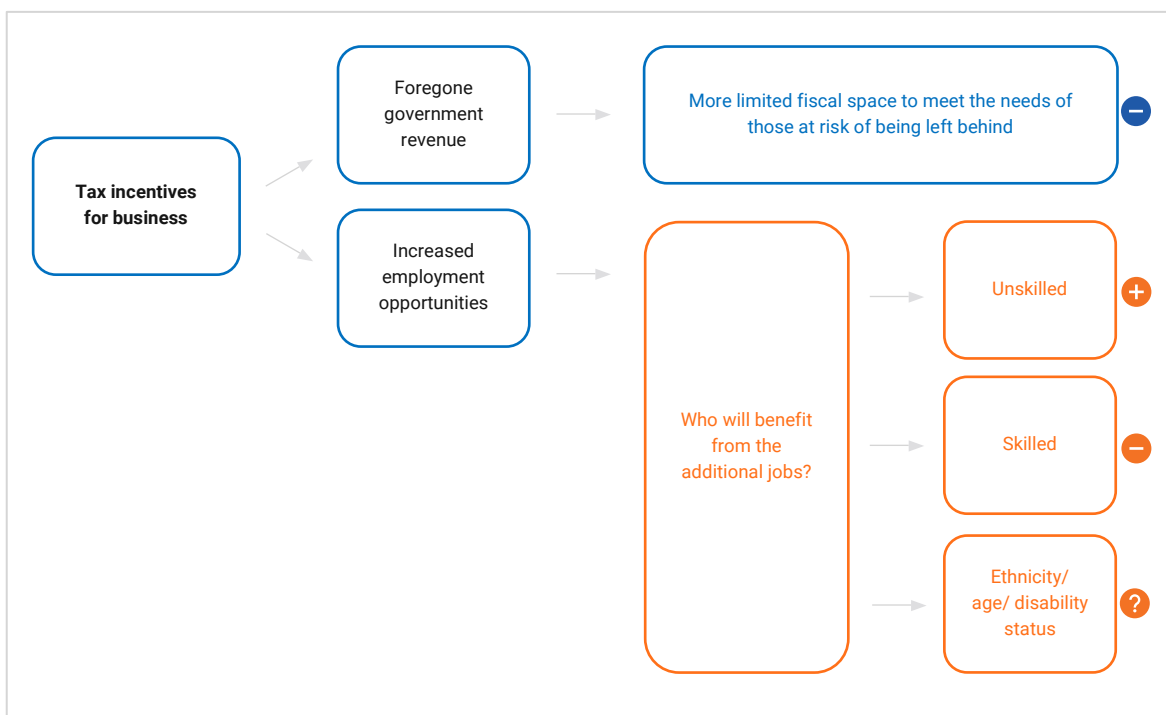 Tax incentives
for business
Foregone
government
revenue
More limited fiscal space to meet the needs of
those at risk of being left behind
−
Increased
employment
opportunities
Who will benefit
from the
additional jobs?
Unskilled
+
Skilled
−
Ethnicity/
age/ disability
status
?